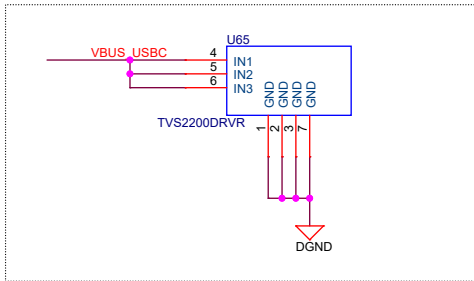 U65
VBUS_USBC
4 IN1
5 IN2
6 IN3
GND GND GND GND
TVS2200DRVR
1 2 3 7
DGND